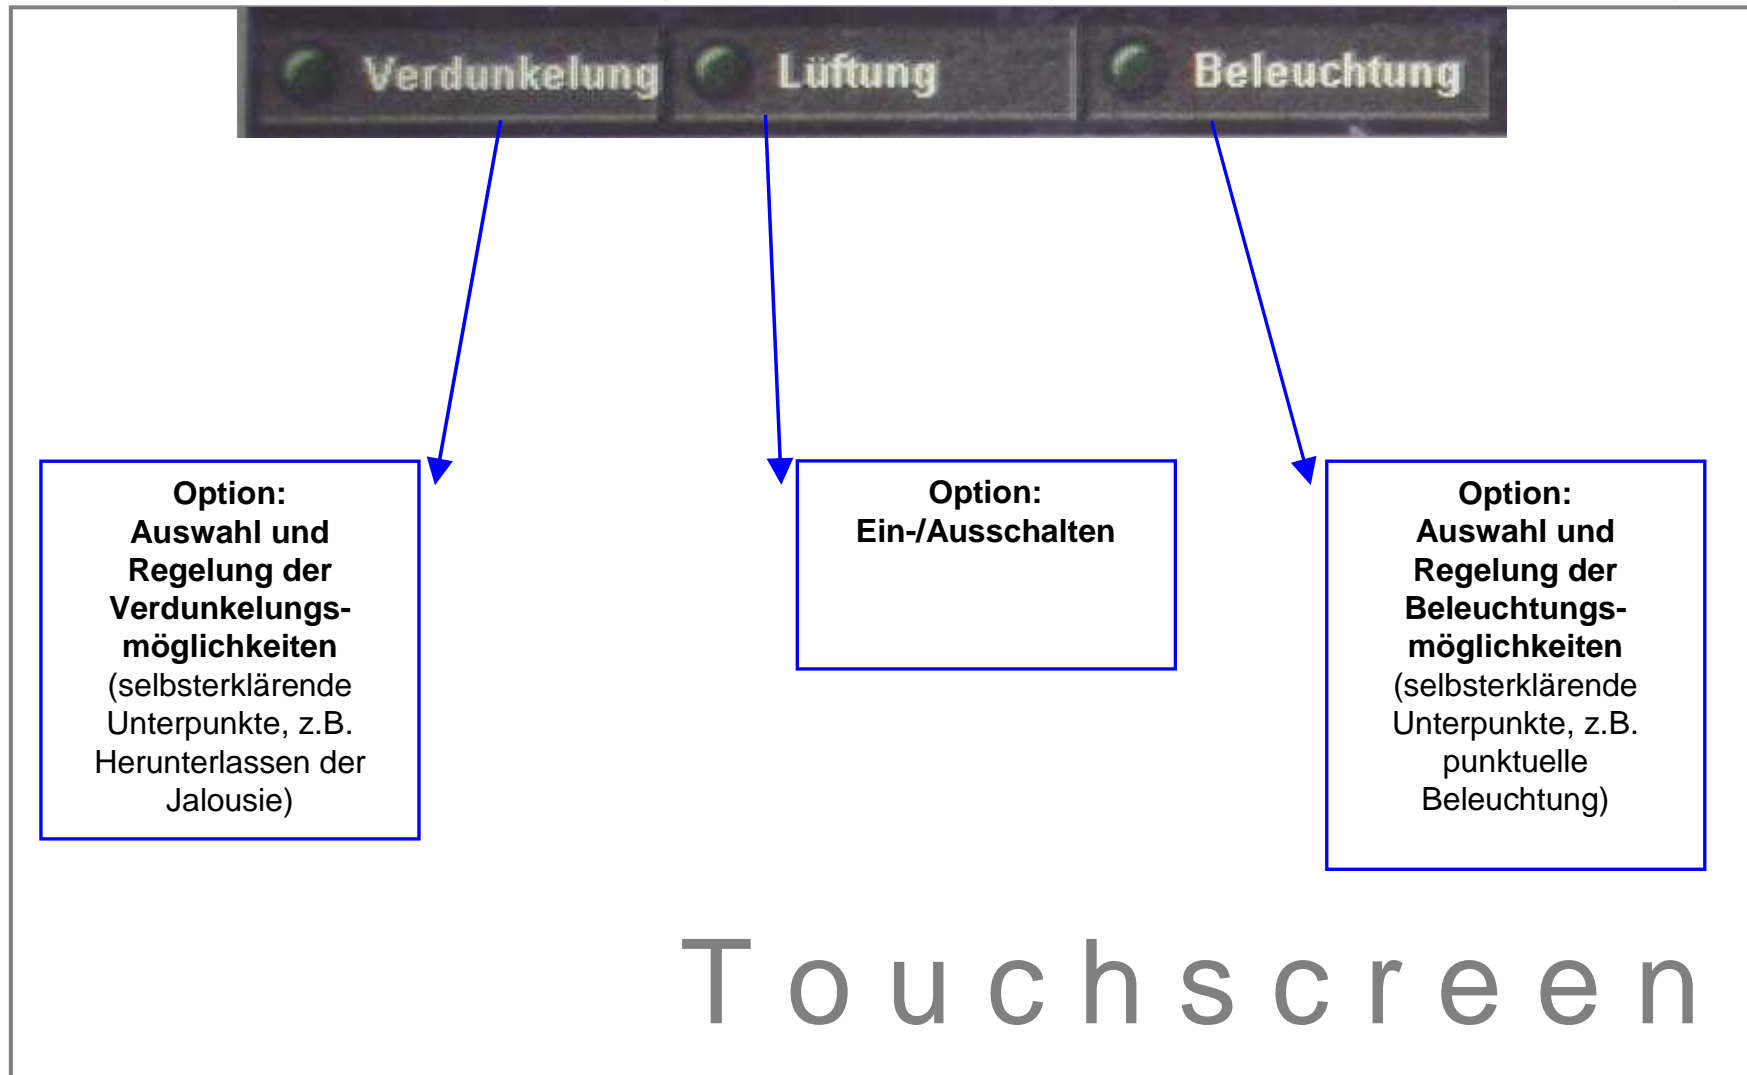 Verdunkelung Lüftung Beleuchtung
Option:
Auswahl und
Regelung der
Verdunkelungs-
möglichkeiten
(selbsterklärende
Unterpunkte, z.B.
Herunterlassen der
Jalousie)
Option:
Ein-/Ausschalten
Option:
Auswahl und
Regelung der
Beleuchtungs-
möglichkeiten
(selbsterklärende
Unterpunkte, z.B.
punktuelle
Beleuchtung)
Touchscreen